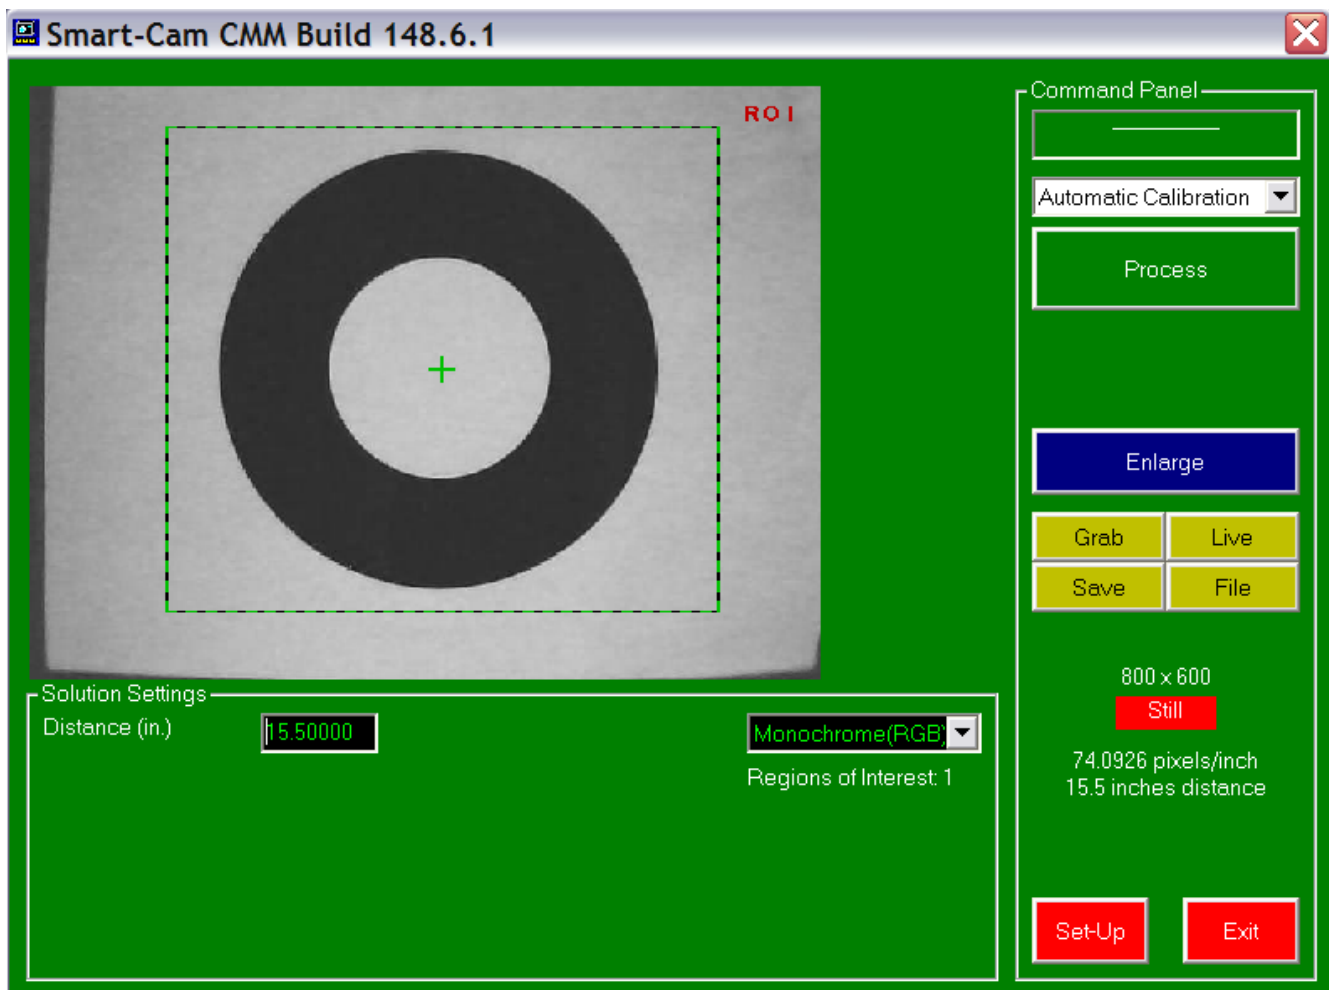 Smart-Cam CMM Build 148.6.1
ROI
Command Panel
Automatic Calibration
Process
Enlarge
Grab
Live
Save
File
800 x 600
Still
74.0926 pixels/inch
15.5 inches distance
Set-Up
Exit
Solution Settings
Distance (in.)
15.50000
Monochrome(RGB)
Regions of Interest: 1